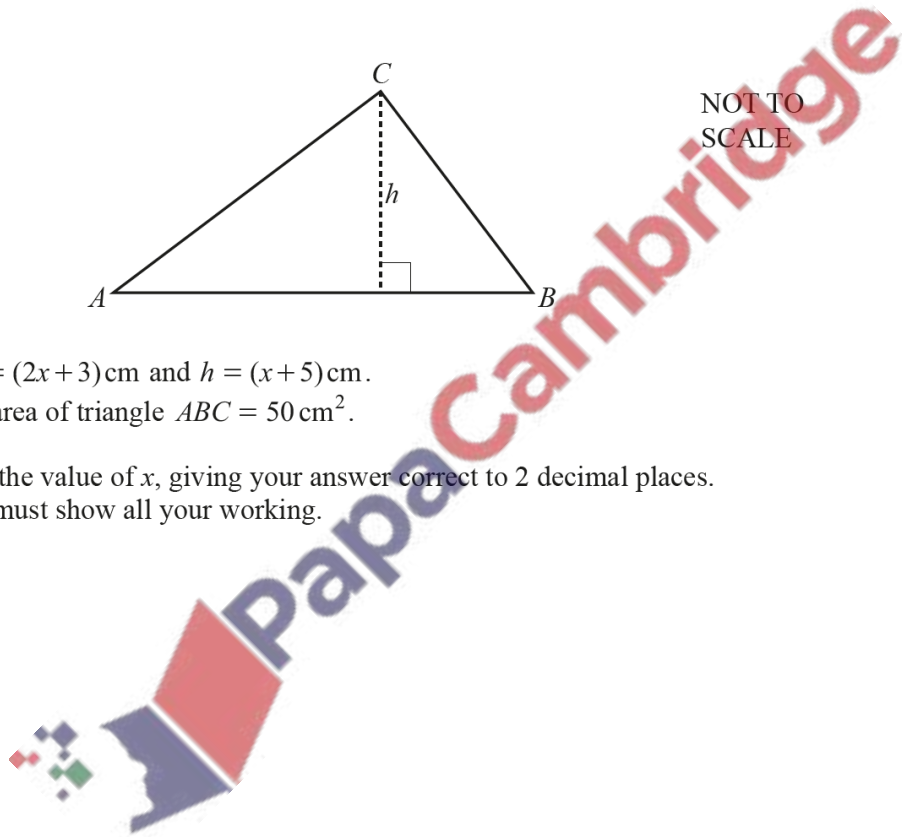 C
NOT TO
SCALE
h
A
B
= (2x + 3) cm and h = (x + 5) cm.
area of triangle ABC = 50 cm².
the value of x, giving your answer correct to 2 decimal places.
must show all your working.
PapaCambridge